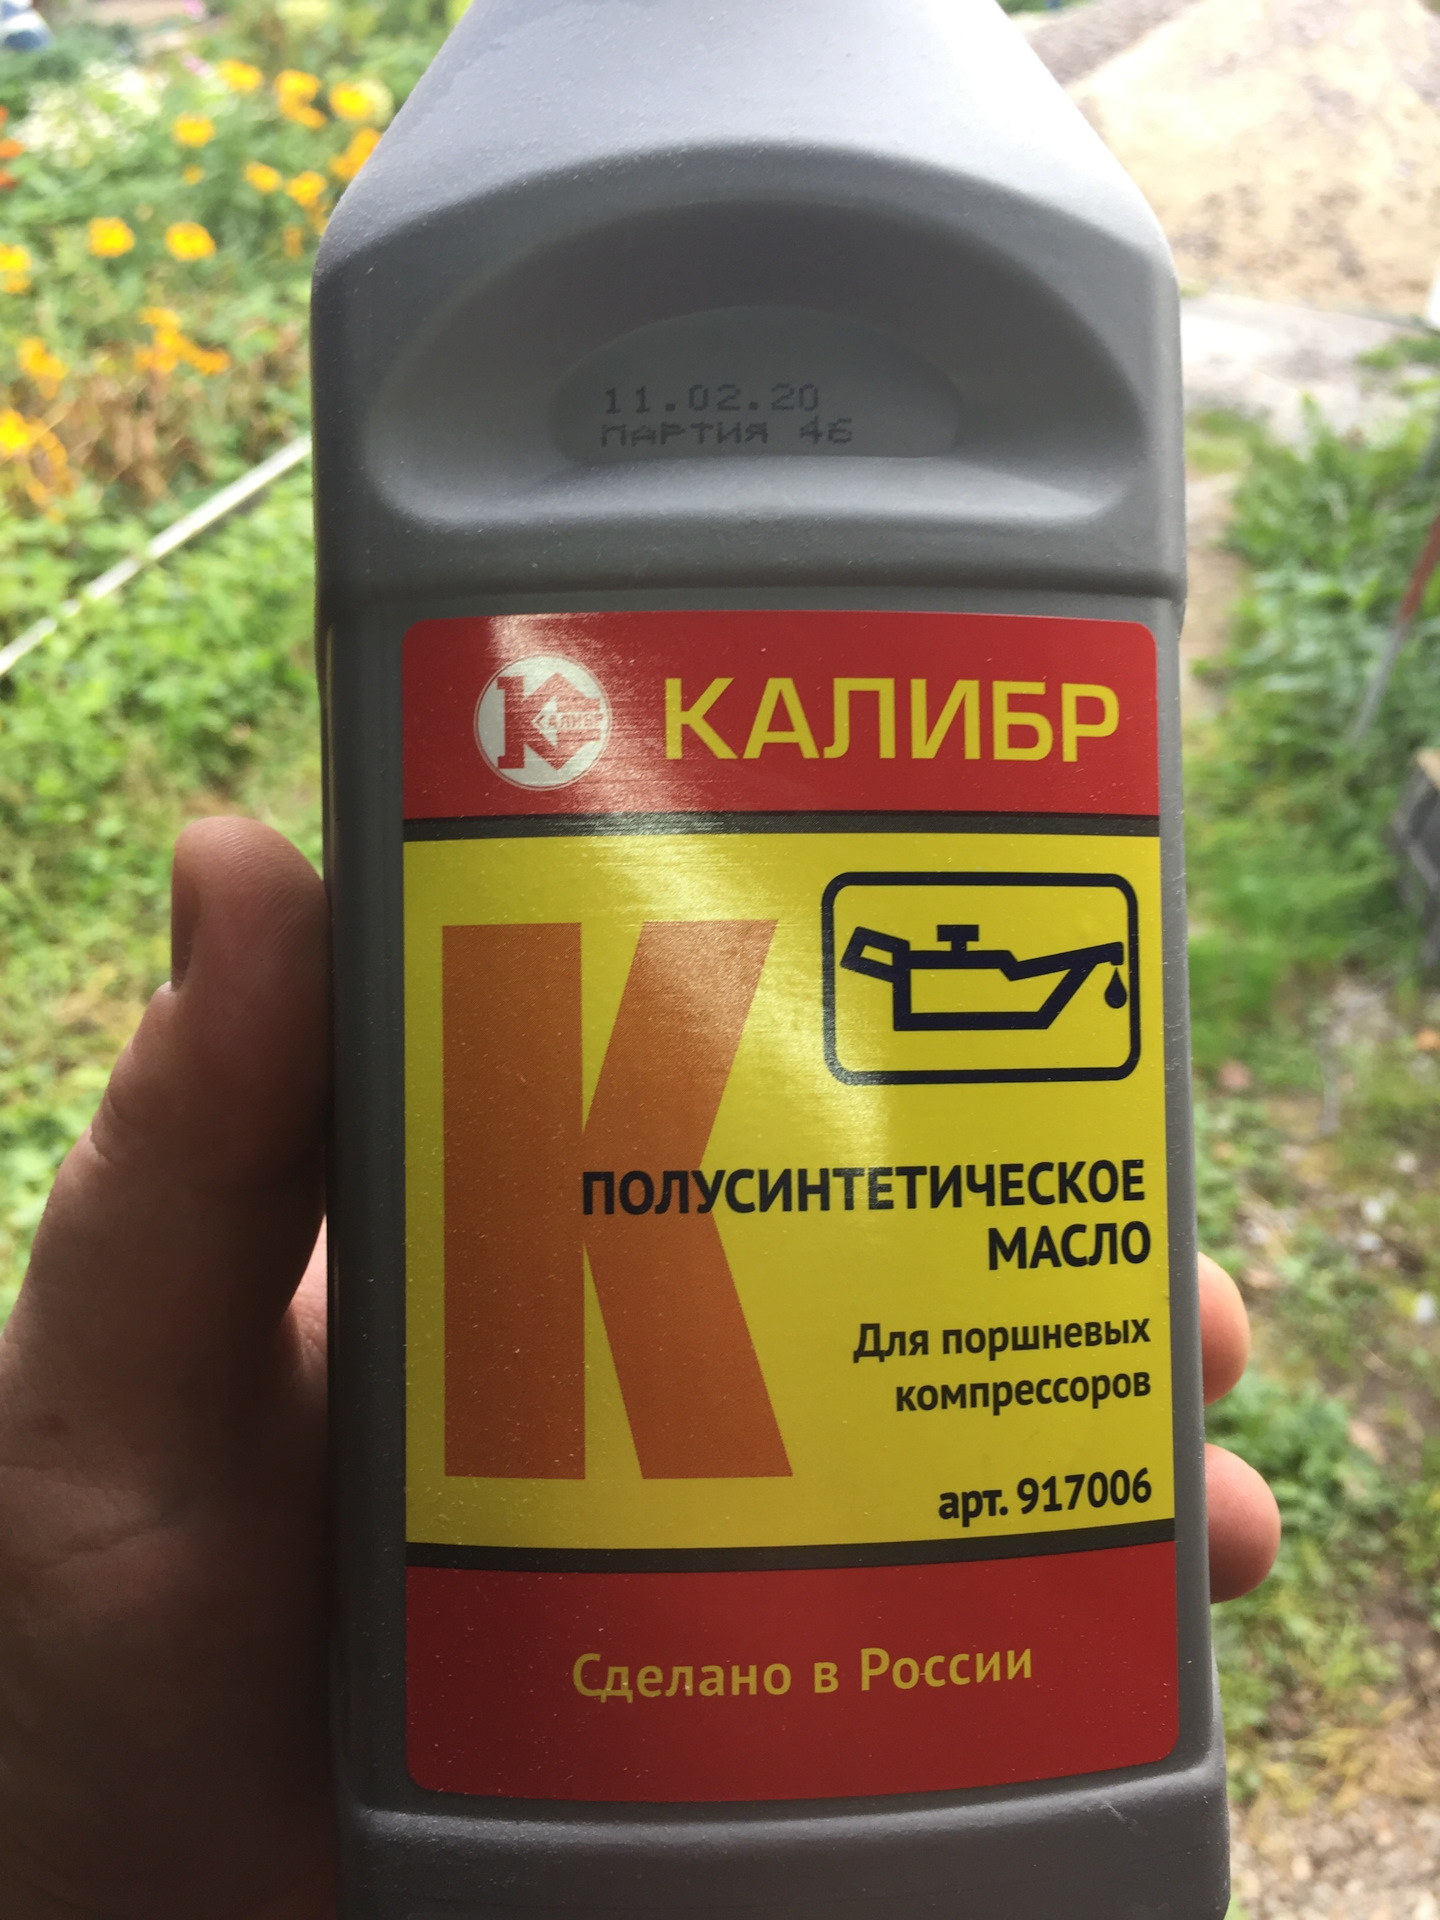 11.02.20
ПАРТИЯ 46
КАЛИБР
КАЛИБР
ПОЛУСИНТЕТИЧЕСКОЕ
МАСЛО
Для поршневых
компрессоров
арт. 917006
Сделано в России